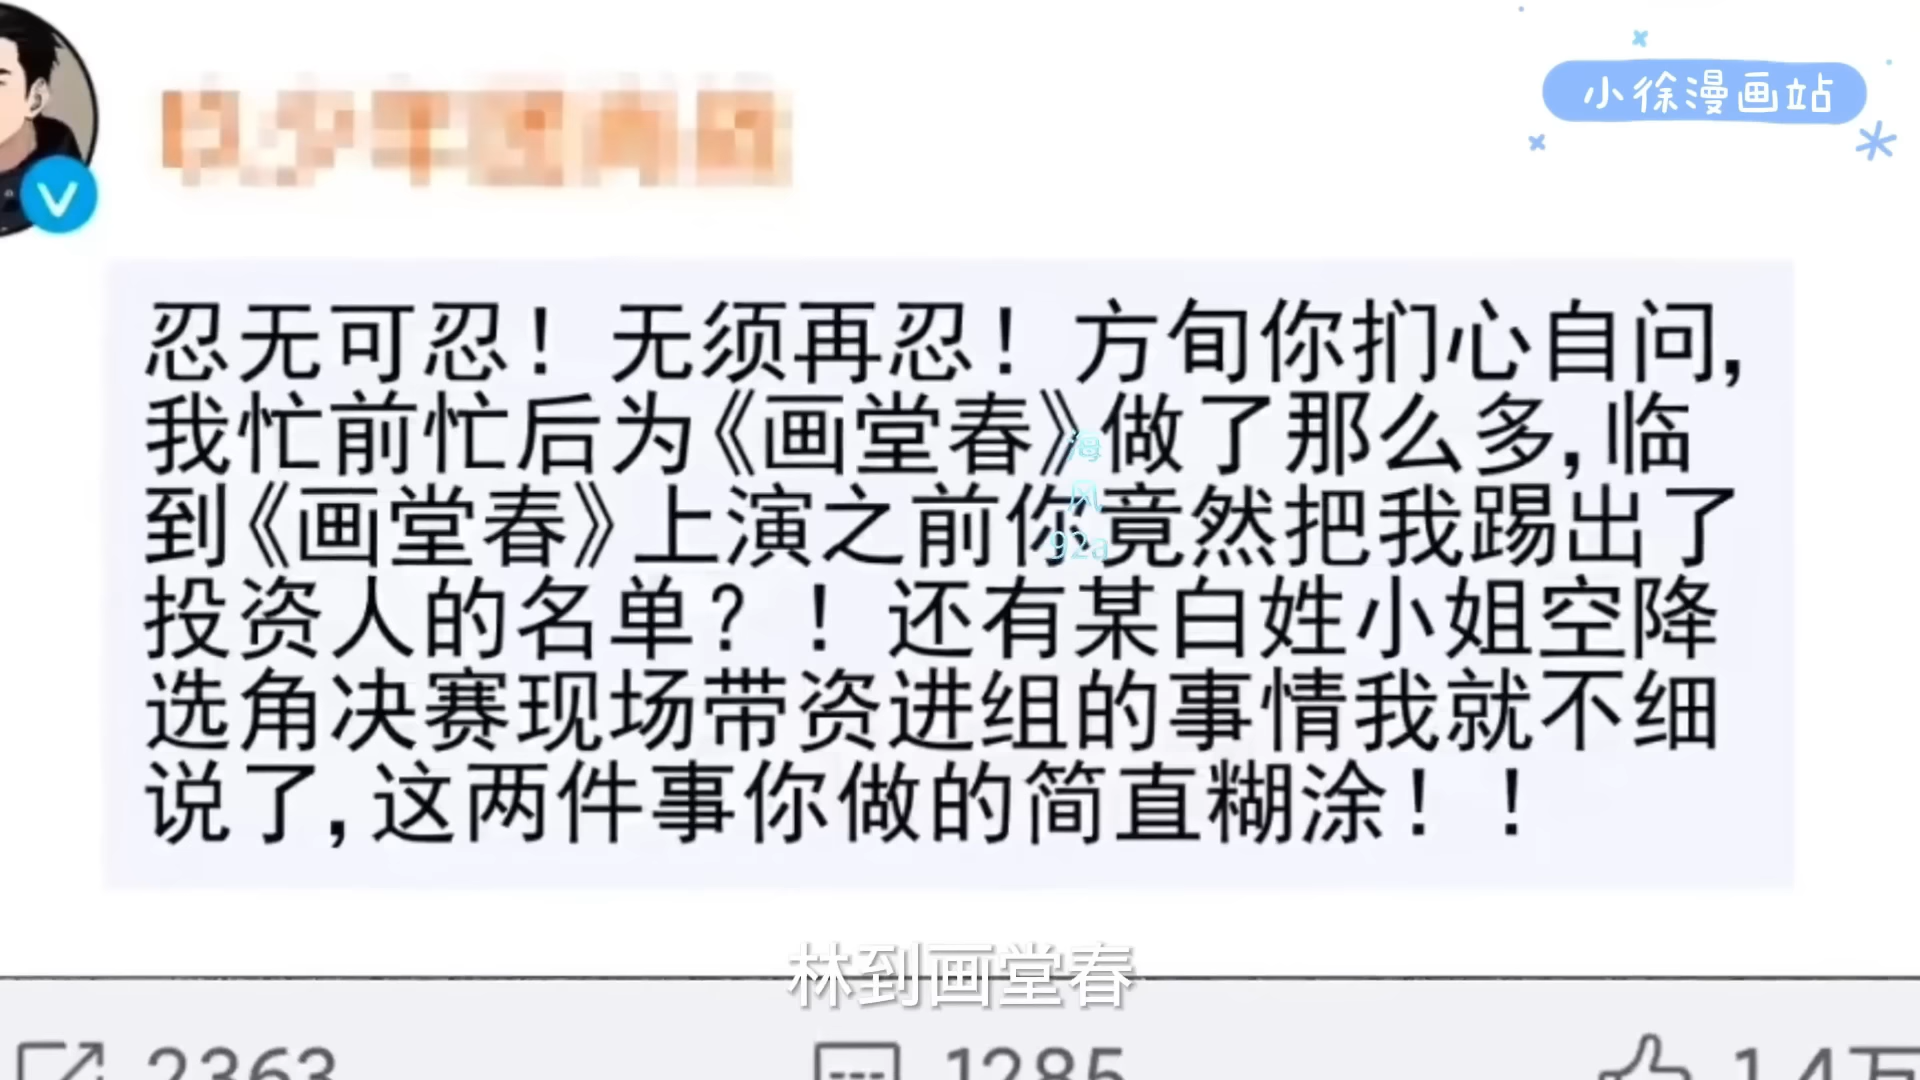 小徐漫画站
忍无可忍！无须再忍！方旬你扪心自问,
我忙前忙后为《画堂春》做了那么多,临
到《画堂春》上演之前你竟然把我踢出了
投资人的名单？！还有某白姓小姐空降
选角决赛现场带资进组的事情我就不细
说了,这两件事你做的简直糊涂！！
海
风
92a
林到画堂春
2363
1285